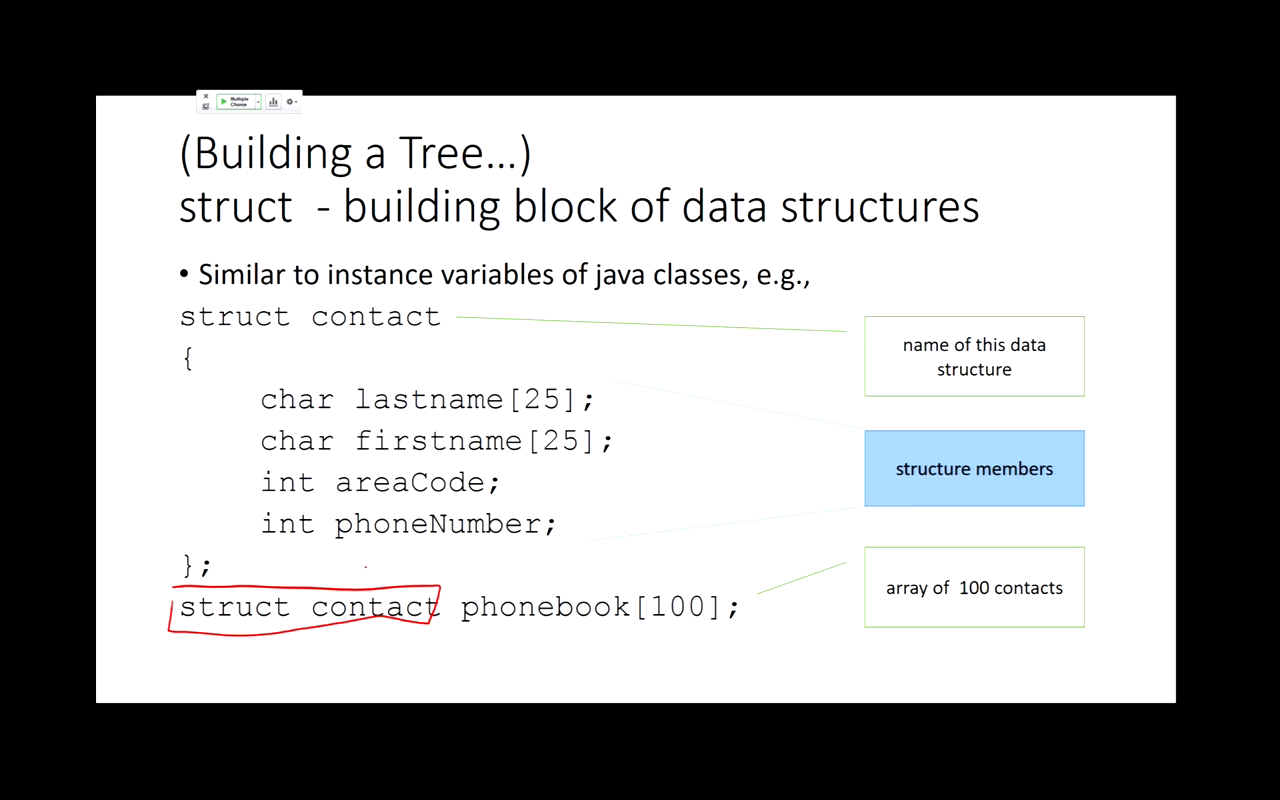 Multiple
Choice
(Building a Tree...)
struct - building block of data structures
• Similar to instance variables of java classes, e.g.,
struct contact
{
char lastname[25];
char firstname[25];
int areaCode;
int phoneNumber;
};
struct contact phonebook[100];
name of this data
structure
structure members
array of 100 contacts